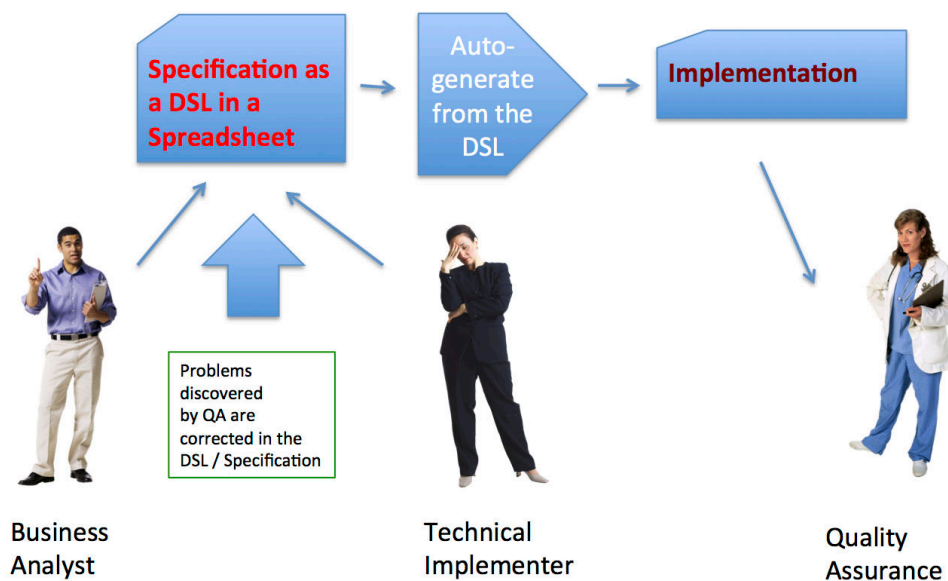 Specification as
a DSL in a
Spreadsheet
Auto-
generate
from the
DSL
Implementation
Problems
discovered
by QA are
corrected in the
DSL / Specification
Business
Analyst
Technical
Implementer
Quality
Assurance